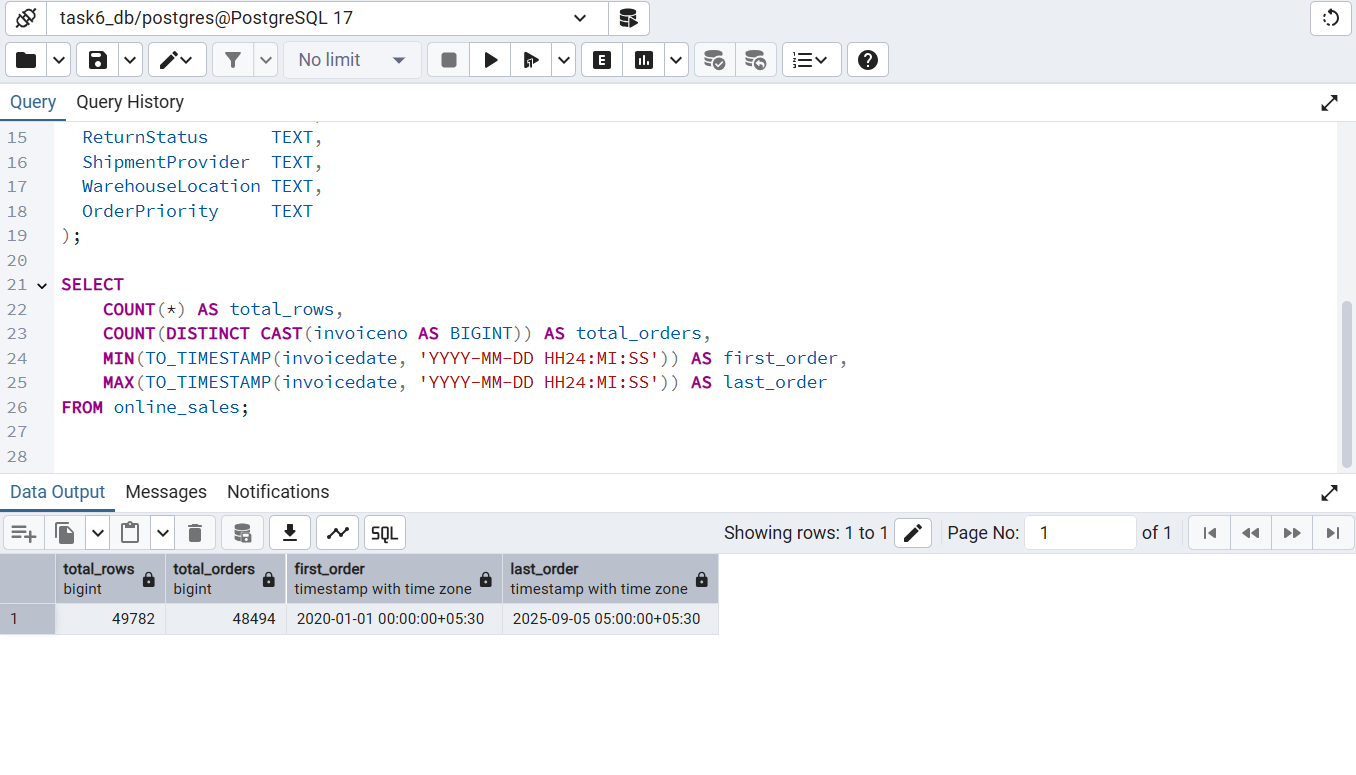 task6_db/postgres@PostgreSQL 17
No limit
E
Query Query History
15 ReturnStatus TEXT,
16 ShipmentProvider TEXT,
17 WarehouseLocation TEXT,
18 OrderPriority TEXT
19 );
20
21 SELECT
22 COUNT(*) AS total_rows,
23 COUNT(DISTINCT CAST(invoiceno AS BIGINT)) AS total_orders,
24 MIN(TO_TIMESTAMP(invoicedate, 'YYYY-MM-DD HH24:MI:SS')) AS first_order,
25 MAX(TO_TIMESTAMP(invoicedate, 'YYYY-MM-DD HH24:MI:SS')) AS last_order
26 FROM online_sales;
27
28
Data Output Messages Notifications
SQL Showing rows: 1 to 1 Page No: 1 of 1
total_rows total_orders first_order last_order
bigint bigint timestamp with time zone timestamp with time zone
1 49782 48494 2020-01-01 00:00:00+05:30 2025-09-05 05:00:00+05:30